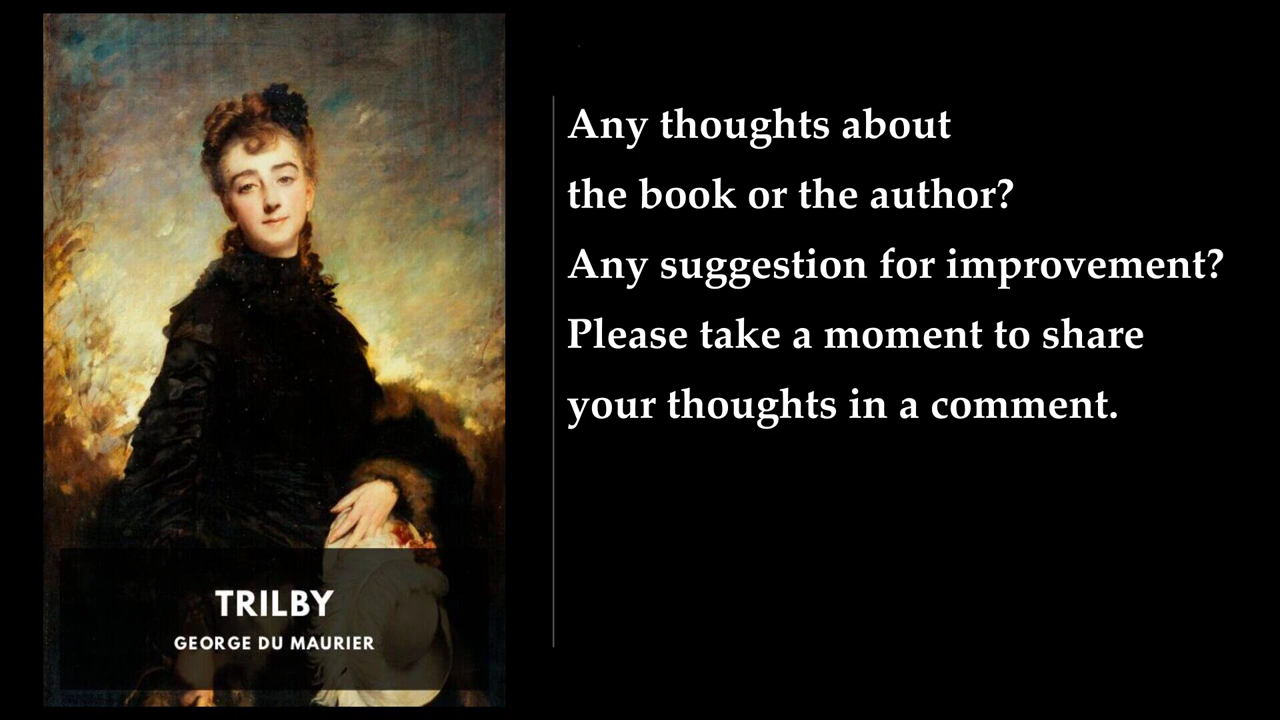 TRILBY
GEORGE DU MAURIER
Any thoughts about
the book or the author?
Any suggestion for improvement?
Please take a moment to share
your thoughts in a comment.